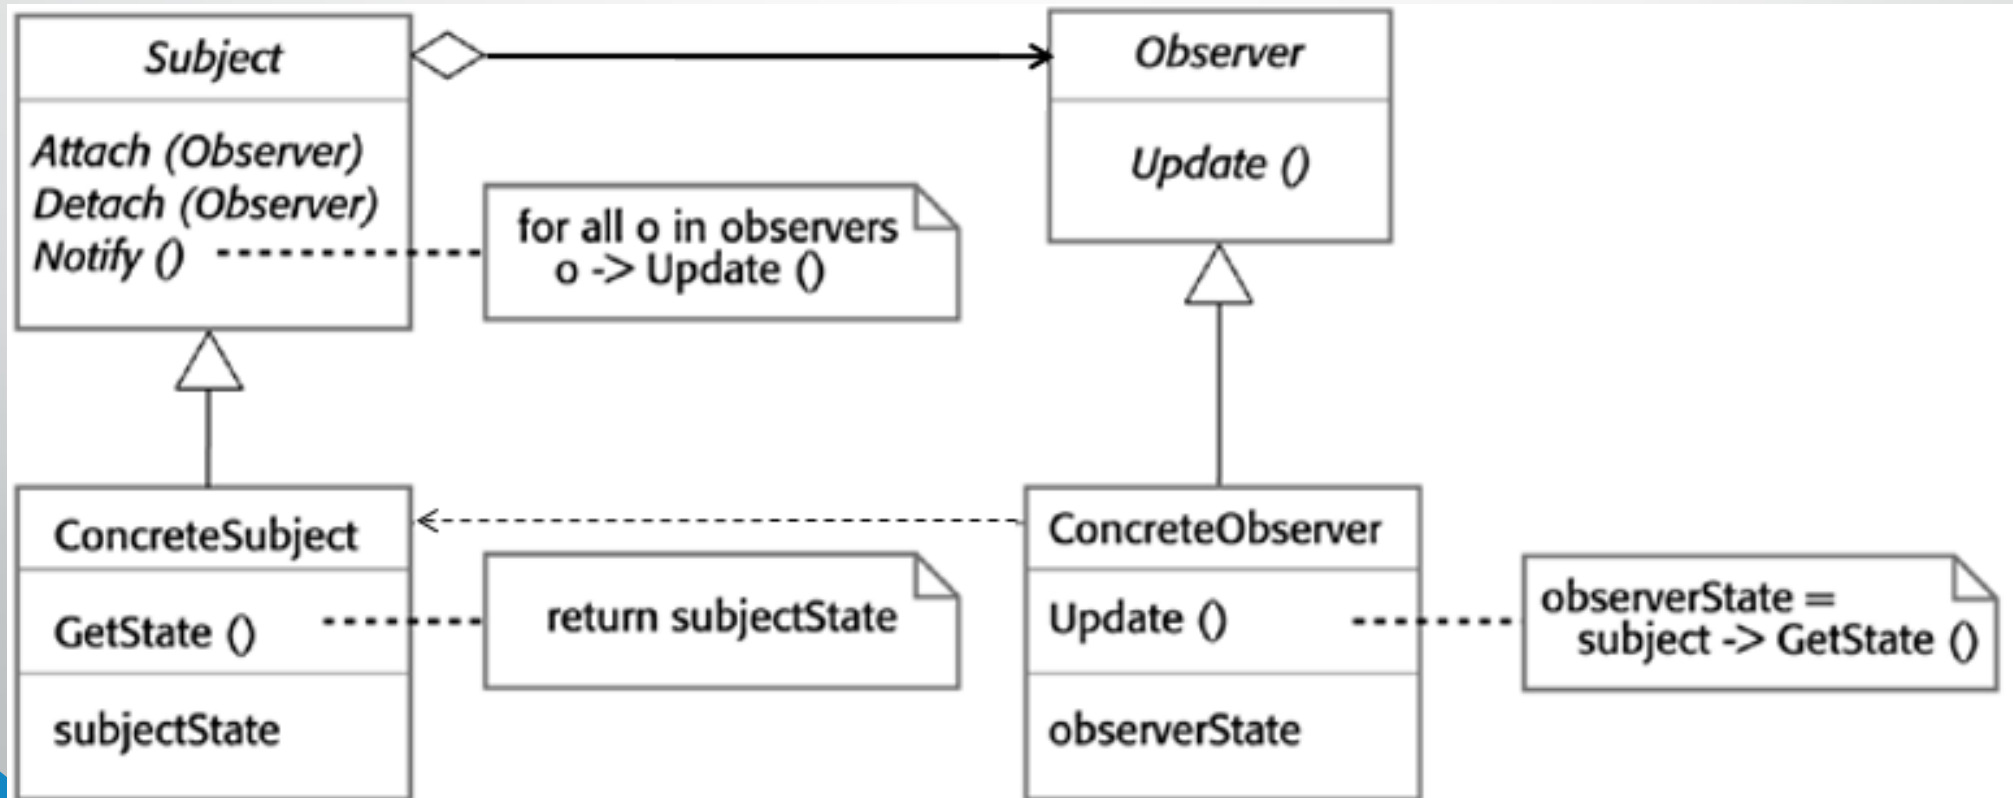 Subject
Attach (Observer)
Detach (Observer)
Notify ()
for all o in observers
o -> Update ()
Observer
Update ()
ConcreteSubject
GetState ()
subjectState
return subjectState
ConcreteObserver
Update ()
observerState
observerState =
subject -> GetState ()